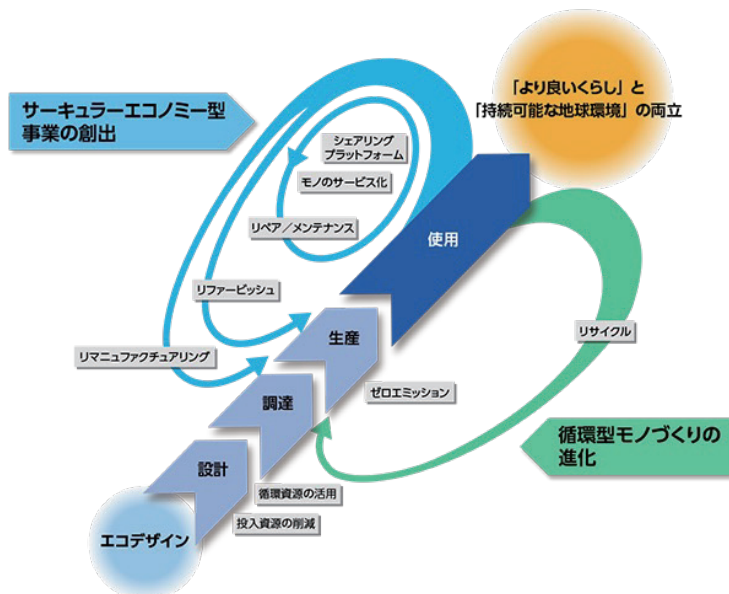 「より良いくらし」と
「持続可能な地球環境」の両立
サーキュラーエコノミー型
事業の創出
シェアリング
プラットフォーム
モノのサービス化
リペア／メンテナンス
使用
リファービッシュ
生産
リサイクル
リマニュファクチュアリング
ゼロエミッション
調達
循環型モノづくりの
進化
設計
循環資源の活用
投入資源の削減
エコデザイン